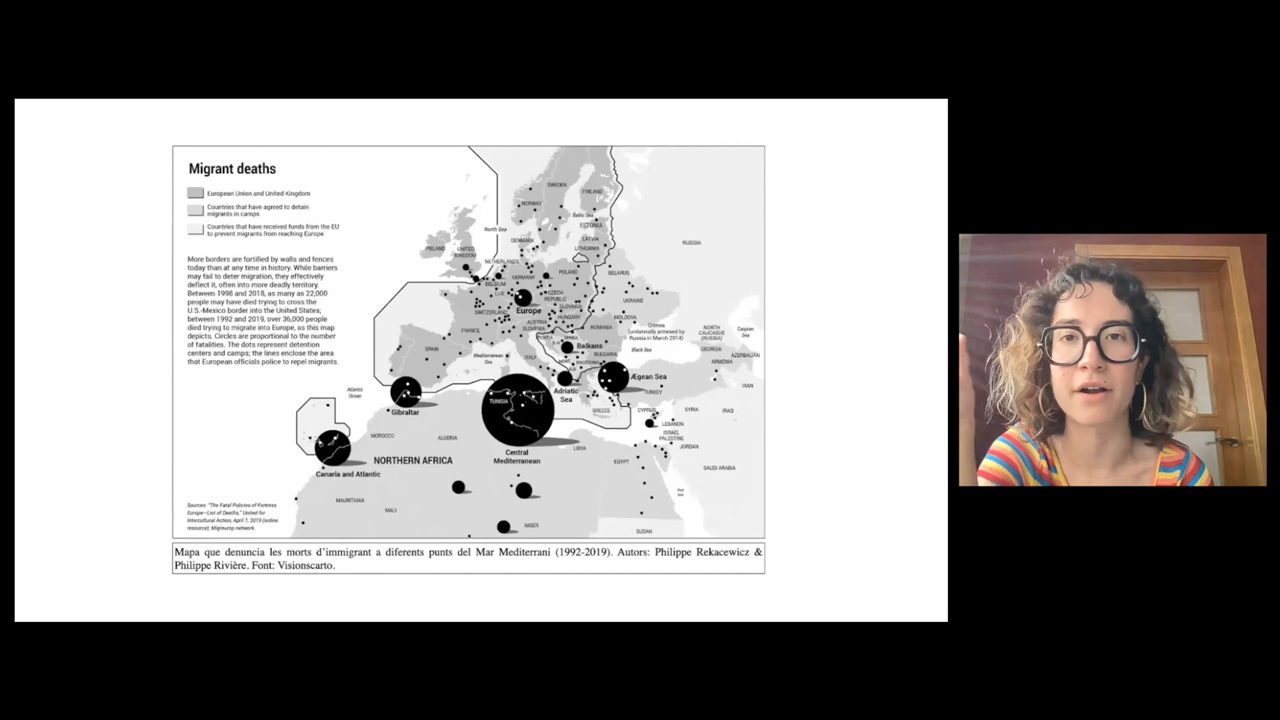 Migrant deaths
European Union and United Kingdom
Countries that have agreed to detain
migrants in camps
Countries that have received funds from the EU
to prevent migrants from reaching Europe
More borders are fortified by walls and fences
today than at any time in history. While barriers
may fail to deter migration, they effectively
deflect it, often into more deadly territory.
Between 1998 and 2018, as many as 22,000
people may have died trying to cross the
U.S.-Mexico border into the United States;
between 1992 and 2019, over 36,000 people
died trying to migrate into Europe, as this map
depicts. Circles are proportional to the number
of fatalities. The dots represent detention
centers and camps; the lines enclose the area
that European officials police to repel migrants.
Sources: "The Fatal Policies of Fortress
Europe—List of Deaths," United for
Intercultural Action, April 1, 2019 (online
resource); Migreurop network.
SWEDEN
FINLAND
NORWAY
Baltic Sea
ESTONIA
North Sea
LATVIA
DENMARK
LITHUANIA
RUSSIA
IRELAND
UNITED
KINGDOM
NETHERLANDS
POLAND
BELARUS
GERMANY
BELGIUM
LUX.
CZECH
REPUBLIC
UKRAINE
SLOVAKIA
Europe
SWITZERLAND
HUNGARY
MOLDOVA
AUSTRIA
SLOVENIA
FRANCE
ROMANIA
Crimea
(unilaterally annexed by
Russia in March 2014)
NORTH
CAUCASUS
(RUSSIA)
Caspian
Sea
SPAIN
Mediterranean
Sea
ITALY
Balkans
BULGARIA
Black Sea
GEORGIA
AZERBAIJAN
ARMENIA
Adriatic
Sea
Ægean Sea
TURKEY
IRAN
Atlantic
Ocean
Gibraltar
TUNISIA
GREECE
CYPRUS
SYRIA
IRAQ
LEBANON
ISRAEL
PALESTINE
JORDAN
MOROCCO
ALGERIA
LIBYA
EGYPT
SAUDI ARABIA
Central
Mediterranean
NORTHERN AFRICA
Canaria and Atlantic
Red
Sea
MAURITANIA
MALI
NIGER
SUDAN
Mapa que denuncia les morts d'immigrant a diferents punts del Mar Mediterrani (1992-2019). Autors: Philippe Rekacewicz &
Philippe Rivière. Font: Visionscarto.